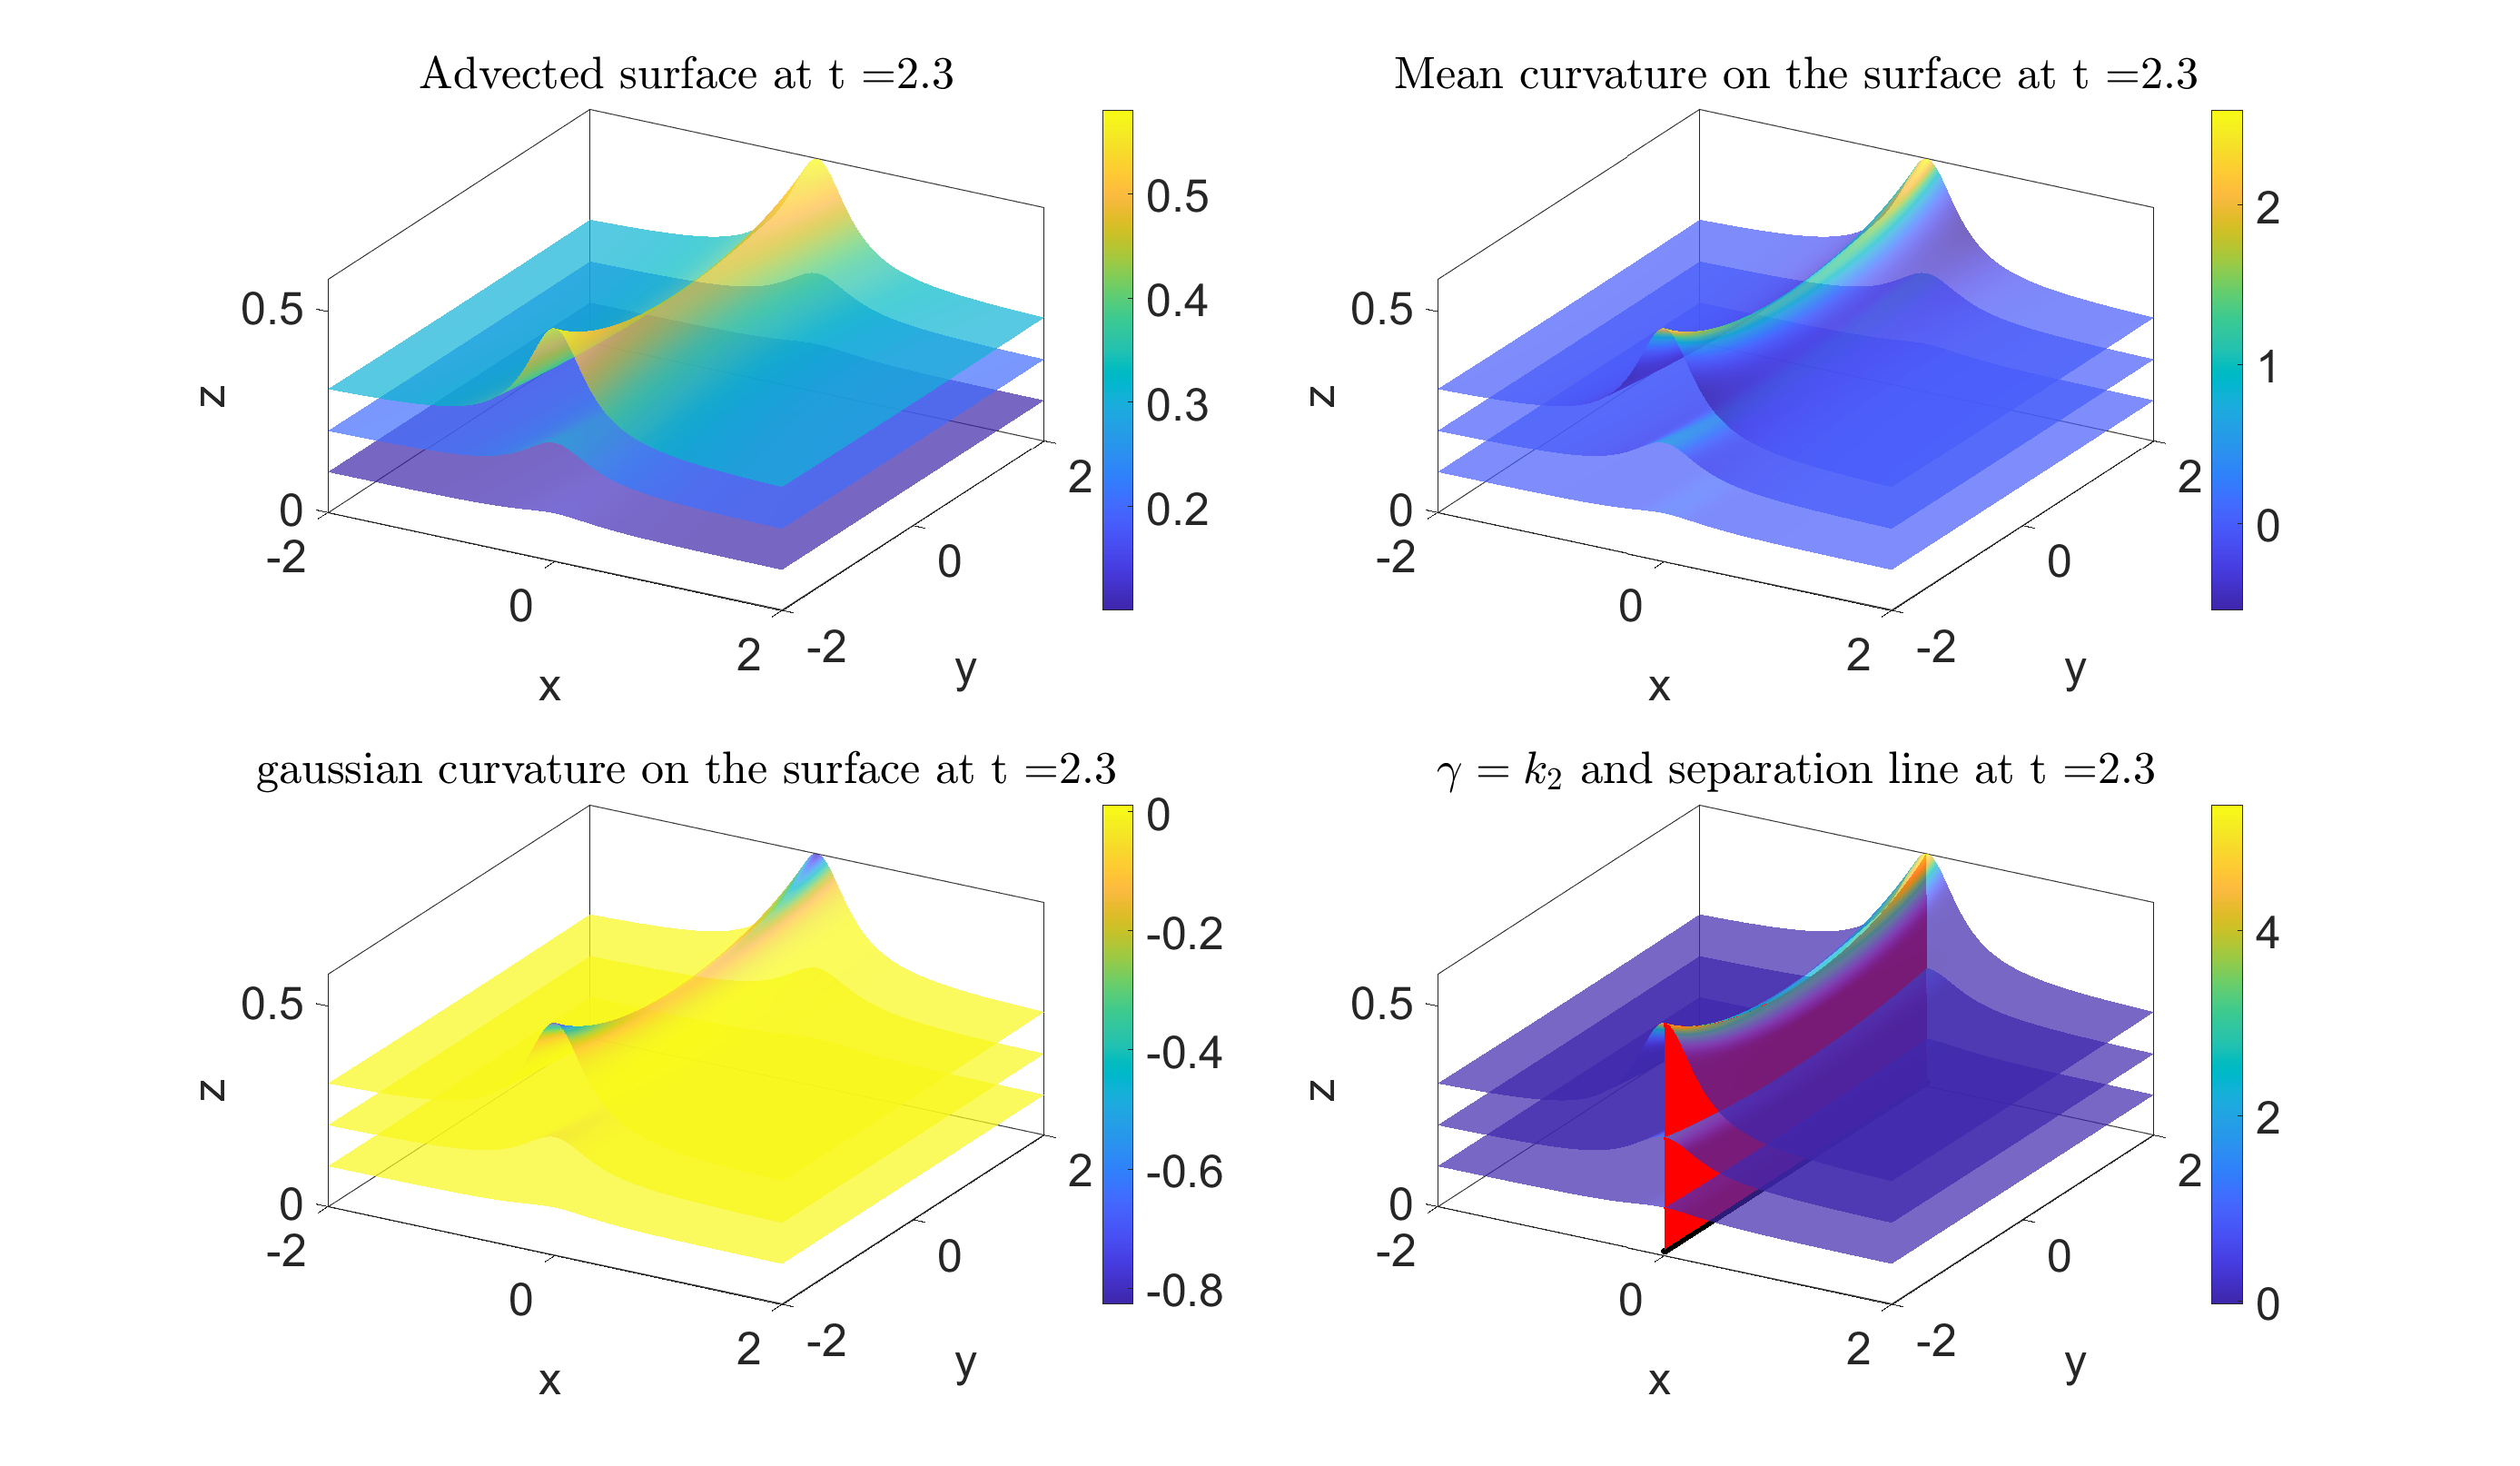 Advected surface at t =2.3
0.5
0
z
-2
0
2
x
-2
0
2
y
0.5
0.4
0.3
0.2
Mean curvature on the surface at t =2.3
0.5
0
z
-2
0
2
x
-2
0
2
y
2
1
0
gaussian curvature on the surface at t =2.3
0.5
0
z
-2
0
2
x
-2
0
2
y
0
-0.2
-0.4
-0.6
-0.8
γ = k₂ and separation line at t =2.3
0.5
0
z
-2
0
2
x
-2
0
2
y
4
2
0